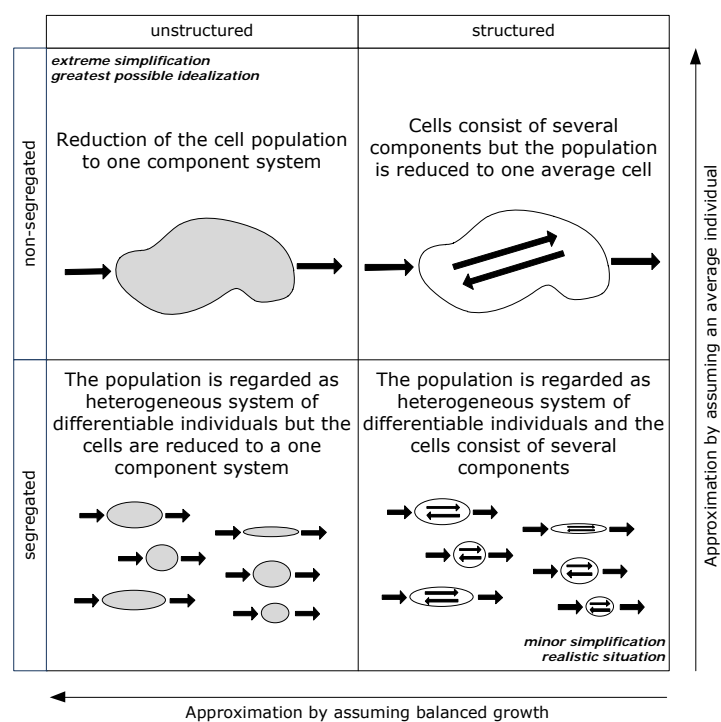 unstructured
structured
non-segregated
extreme simplification
greatest possible idealization
Reduction of the cell population
to one component system
Cells consist of several
components but the population
is reduced to one average cell
segregated
The population is regarded as
heterogeneous system of
differentiable individuals but the
cells are reduced to a one
component system
The population is regarded as
heterogeneous system of
differentiable individuals and the
cells consist of several
components
minor simplification
realistic situation
Approximation by assuming an average individual
Approximation by assuming balanced growth